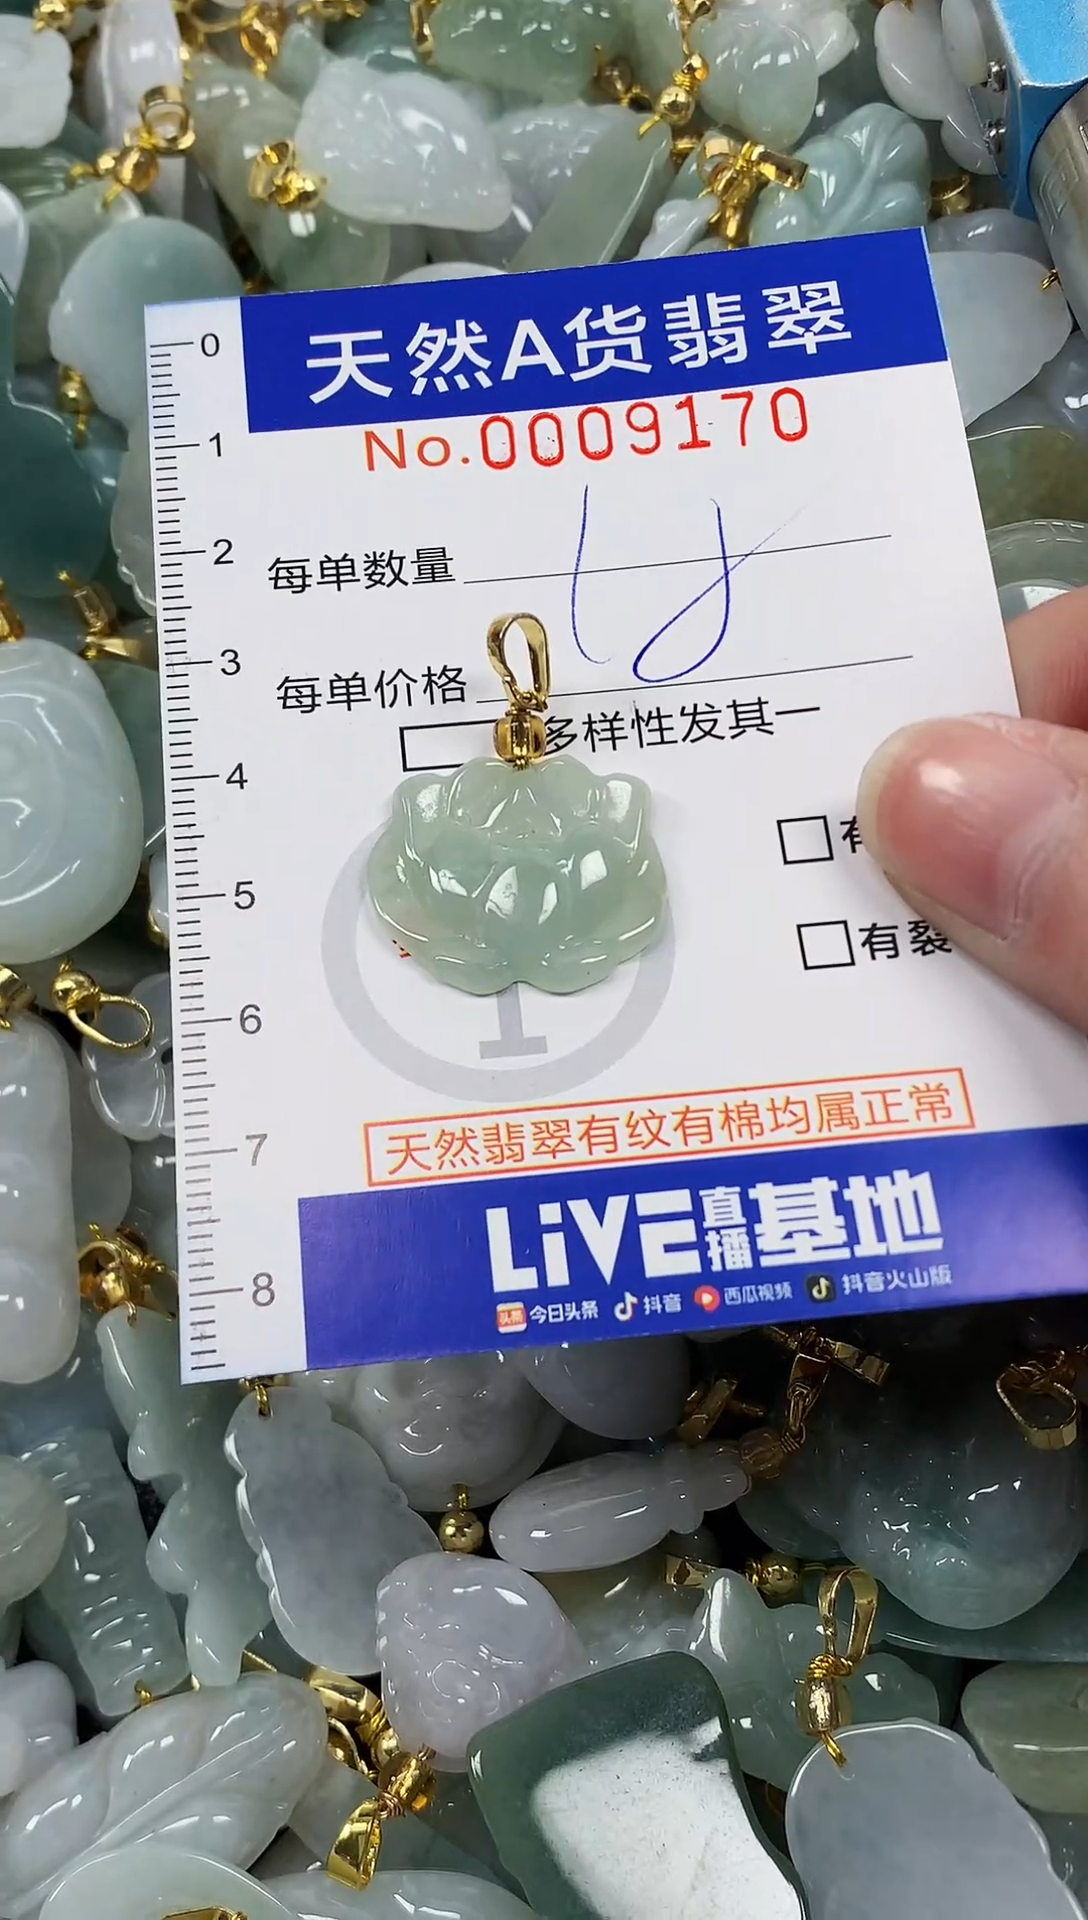 天然A货翡翠
No.0009170
0
1
2
3
4
5
6
7
8
每单数量
每单价格
多样性发其一
有
有裂
天然翡翠有纹有棉均属正常
LiVE直播基地
头条 今日头条 抖音 西瓜视频 抖音火山版